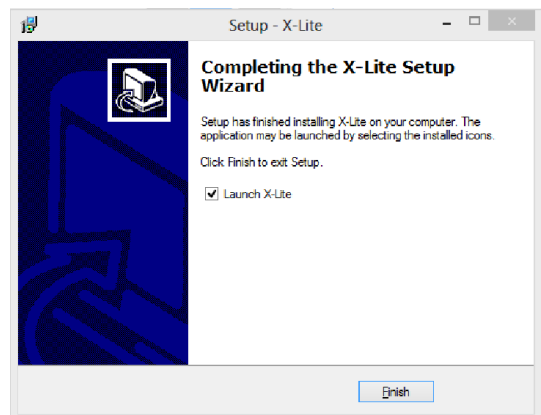 Setup - X-Lite
Completing the X-Lite Setup
Wizard
Setup has finished installing X-Lite on your computer. The
application may be launched by selecting the installed icons.
Click Finish to exit Setup.
Launch X-Lite
Finish